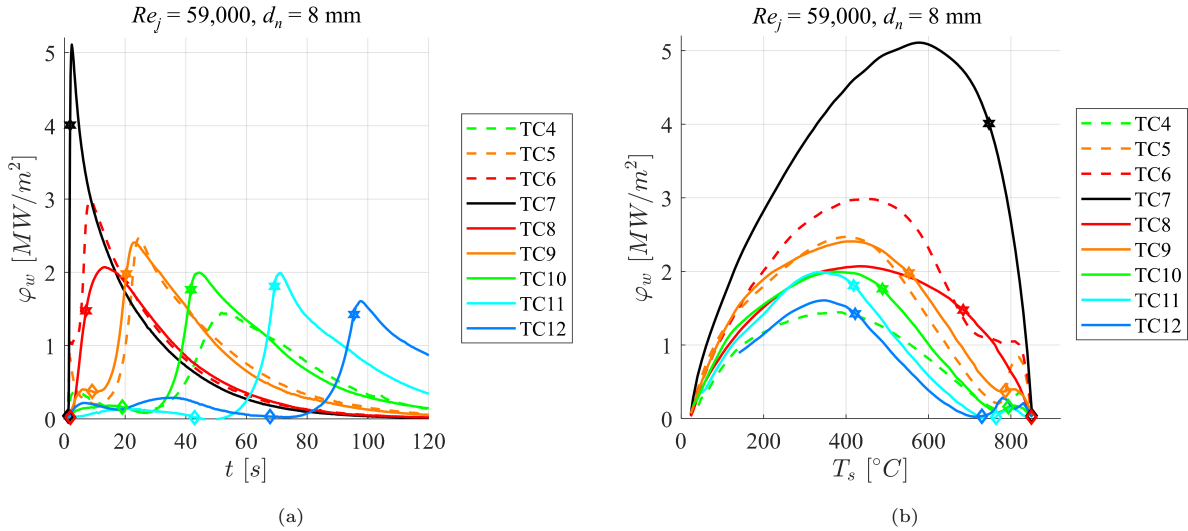 Re_j = 59,000, d_n = 8 mm
φ_w [MW/m^2]
5
4
3
2
1
0
0 20 40 60 80 100 120
t [s]
TC4
TC5
TC6
TC7
TC8
TC9
TC10
TC11
TC12
(a)
Re_j = 59,000, d_n = 8 mm
φ_w [MW/m^2]
5
4
3
2
1
0
0 200 400 600 800
T_s [°C]
TC4
TC5
TC6
TC7
TC8
TC9
TC10
TC11
TC12
(b)